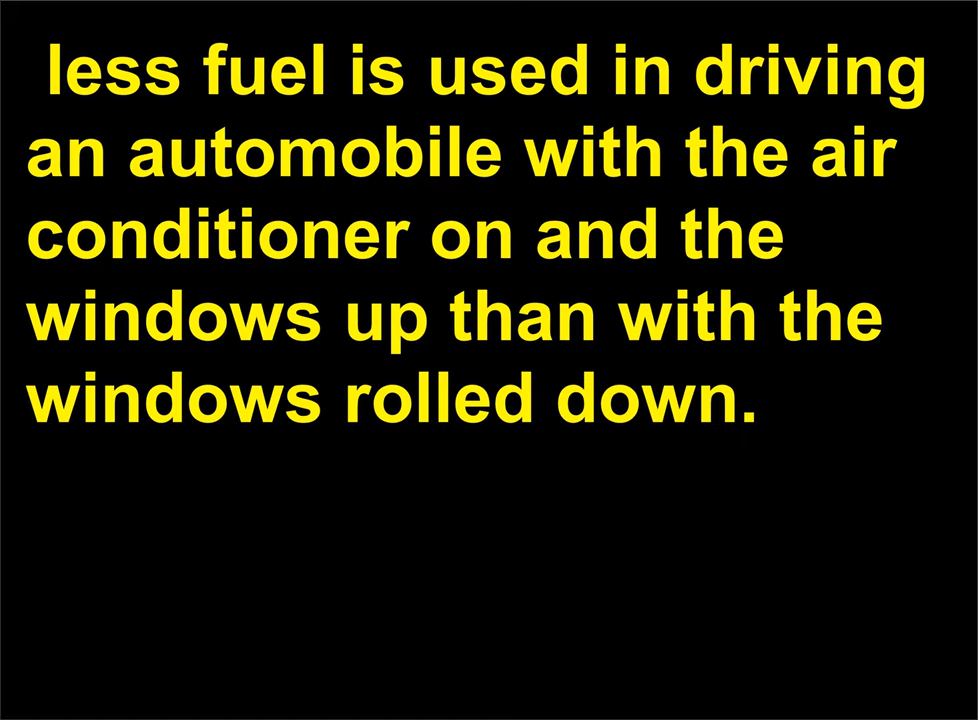 less fuel is used in driving
an automobile with the air
conditioner on and the
windows up than with the
windows rolled down.